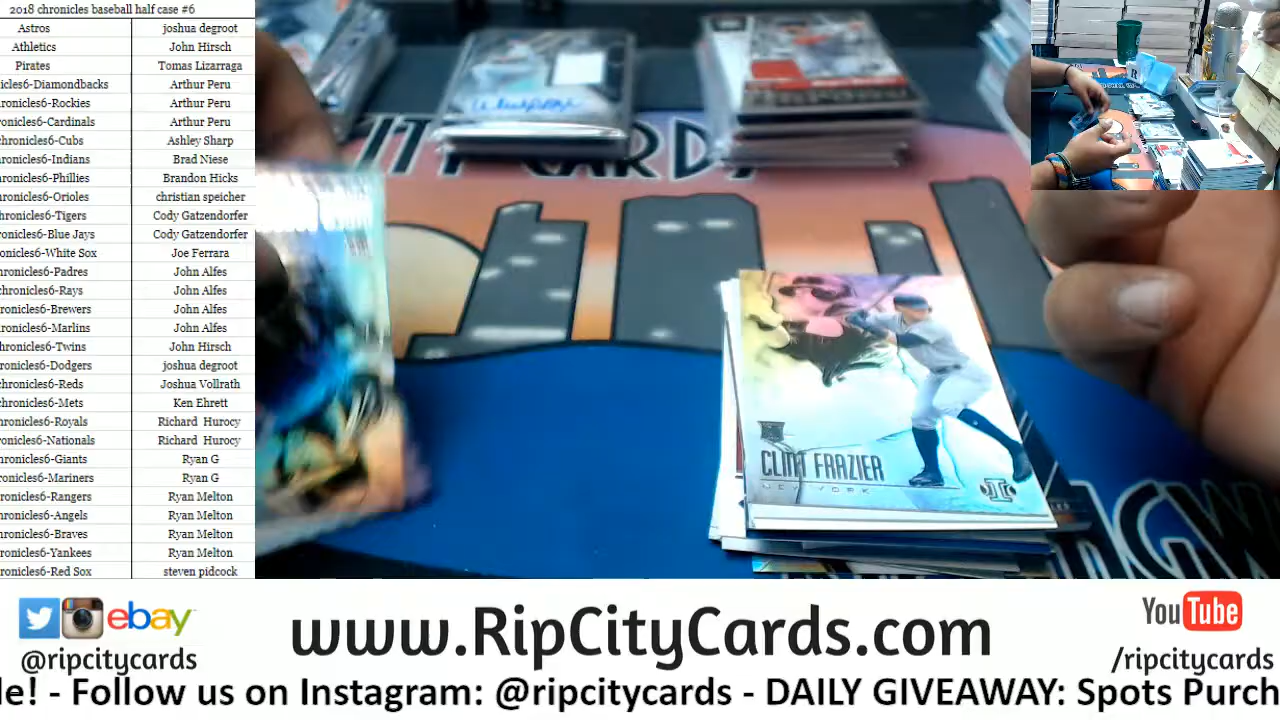 2018 chronicles baseball half case #6
Astros joshua degroot
Athletics John Hirsch
Pirates Tomas Lizarraga
icles6-Diamondbacks Arthur Peru
ronicles6-Rockies Arthur Peru
ronicles6-Cardinals Arthur Peru
hronicles6-Cubs Ashley Sharp
ronicles6-Indians Brad Niese
ronicles6-Phillies Brandon Hicks
ronicles6-Orioles christian speicher
hronicles6-Tigers Cody Gatzendorfer
onicles6-Blue Jays Cody Gatzendorfer
onicles6-White Sox Joe Ferrara
ronicles6-Padres John Alfes
chronicles6-Rays John Alfes
ronicles6-Brewers John Alfes
ronicles6-Marlins John Alfes
hronicles6-Twins John Hirsch
ronicles6-Dodgers joshua degroot
hronicles6-Reds Joshua Vollrath
hronicles6-Mets Ken Ehrett
ronicles6-Royals Richard Hurocy
onicles6-Nationals Richard Hurocy
hronicles6-Giants Ryan G
ronicles6-Mariners Ryan G
ronicles6-Rangers Ryan Melton
ronicles6-Angels Ryan Melton
ronicles6-Braves Ryan Melton
ronicles6-Yankees Ryan Melton
ronicles6-Red Sox steven pidcock
ITY CARDS
RC
CLINT FRAZIER
NEW YORK
ebay
@ripcitycards
www.RipCityCards.com
YouTube
/ripcitycards
le! - Follow us on Instagram: @ripcitycards - DAILY GIVEAWAY: Spots Purch